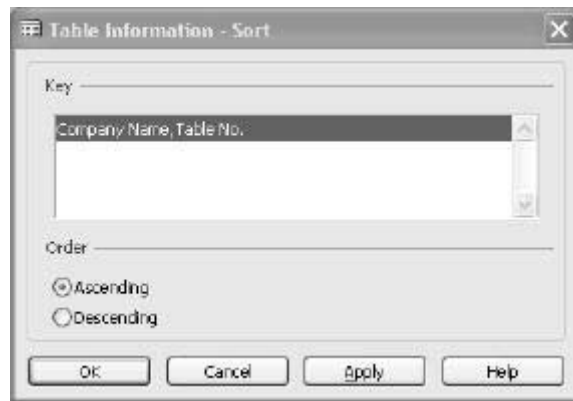 Table Information - Sort
Key
Company Name,Table No.
Order
Ascending
Descending
OK Cancel Apply Help